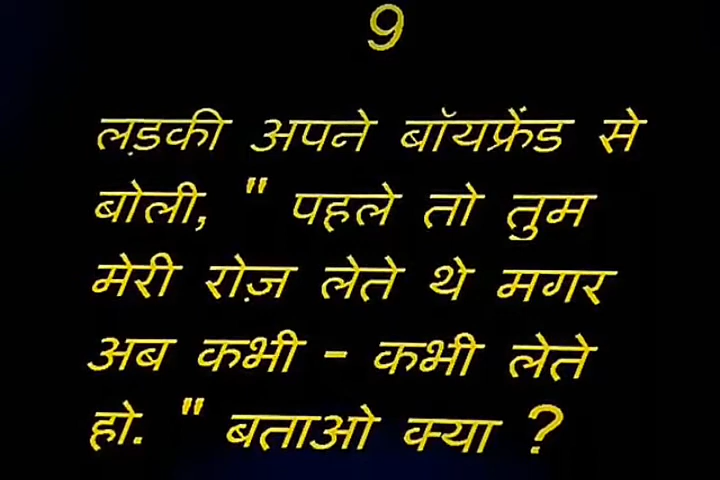 9
लड़की अपने बॉयफ्रेंड से
बोली, " पहले तो तुम
मेरी रोज़ लेते थे मगर
अब कभी - कभी लेते
हो. " बताओ क्या ?